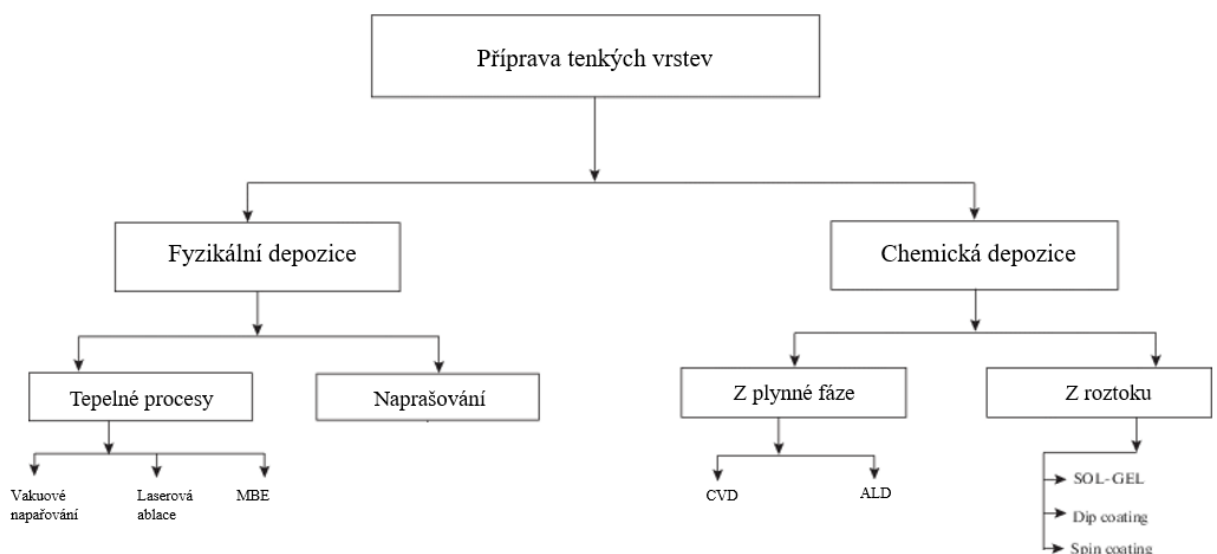 Příprava tenkých vrstev
Fyzikální depozice
Chemická depozice
Tepelné procesy
Naprašování
Z plynné fáze
Z roztoku
Vakuové
napařování
Laserová
ablace
MBE
CVD
ALD
SOL-GEL
Dip coating
Spin coating